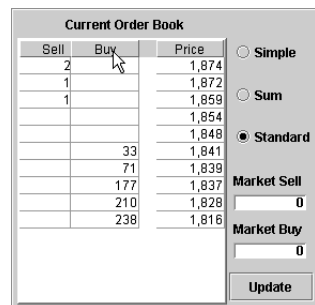 Current Order Book
Sell Buy Price
2 1,874
1 1,872
1 1,859
1,854
1,848
33 1,841
71 1,839
177 1,837
210 1,828
238 1,816
Simple
Sum
Standard
Market Sell
0
Market Buy
0
Update